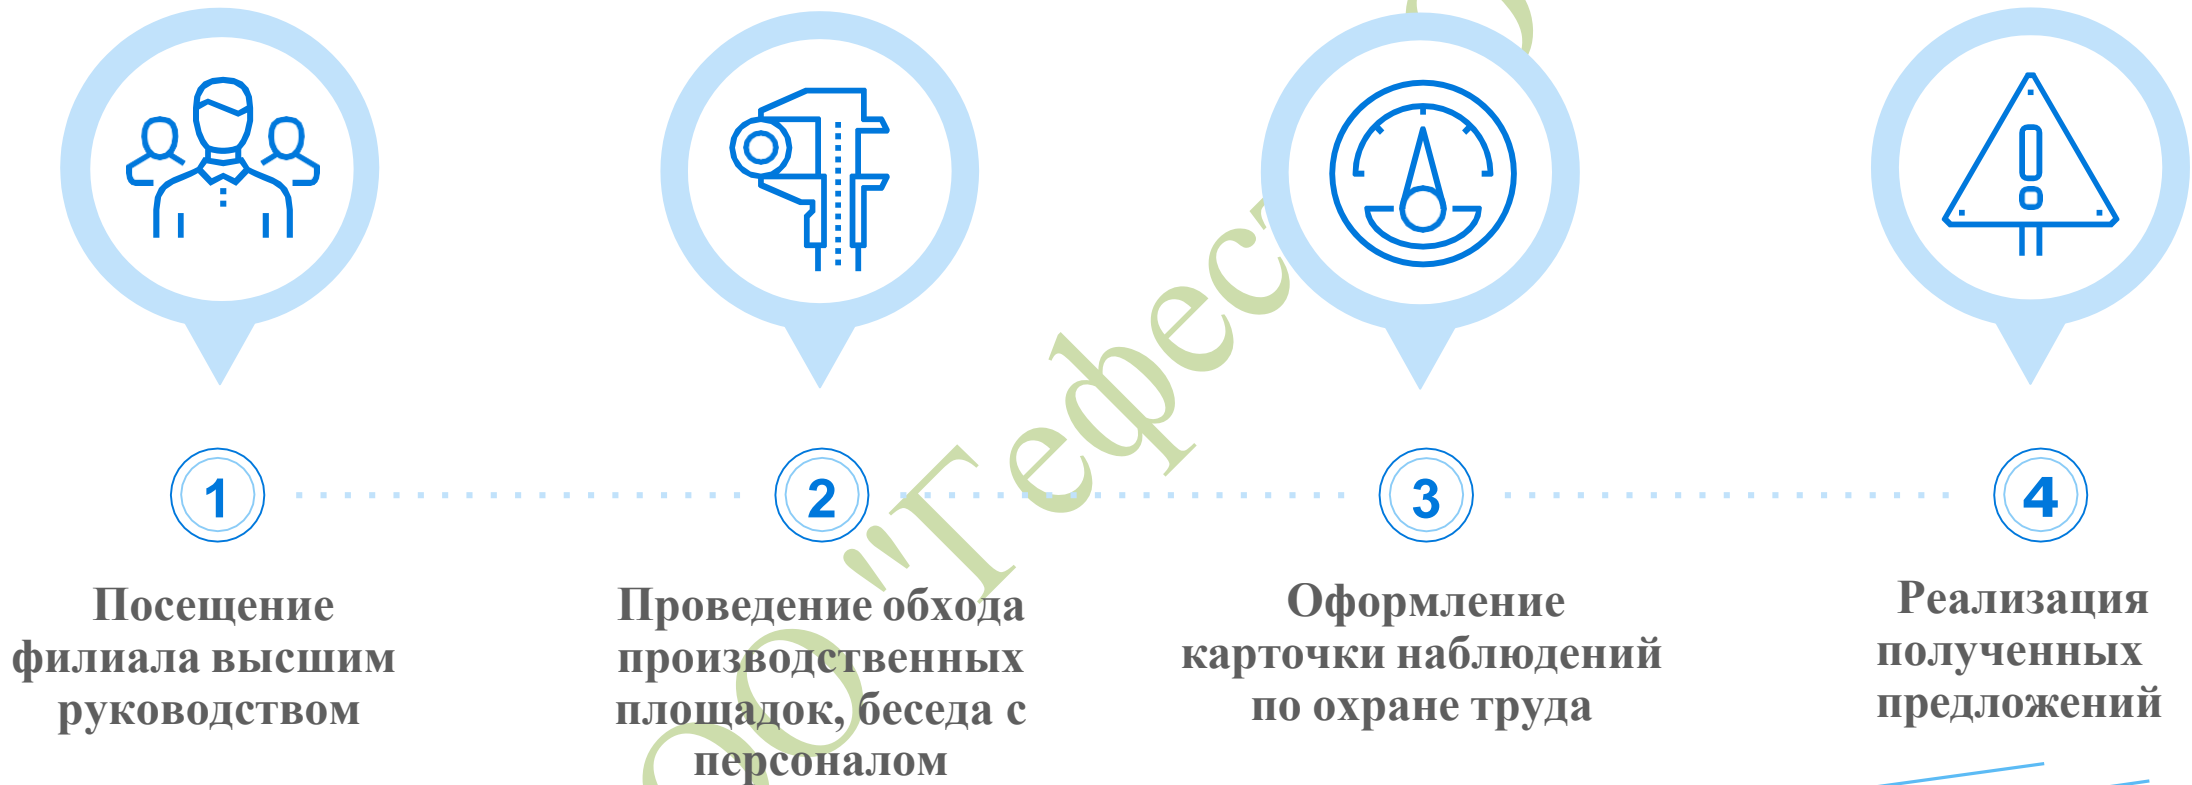 1
2
3
4
Посещение
филиала высшим
руководством
Проведение обхода
производственных
площадок, беседа с
персоналом
Оформление
карточки наблюдений
по охране труда
Реализация
полученных
предложений